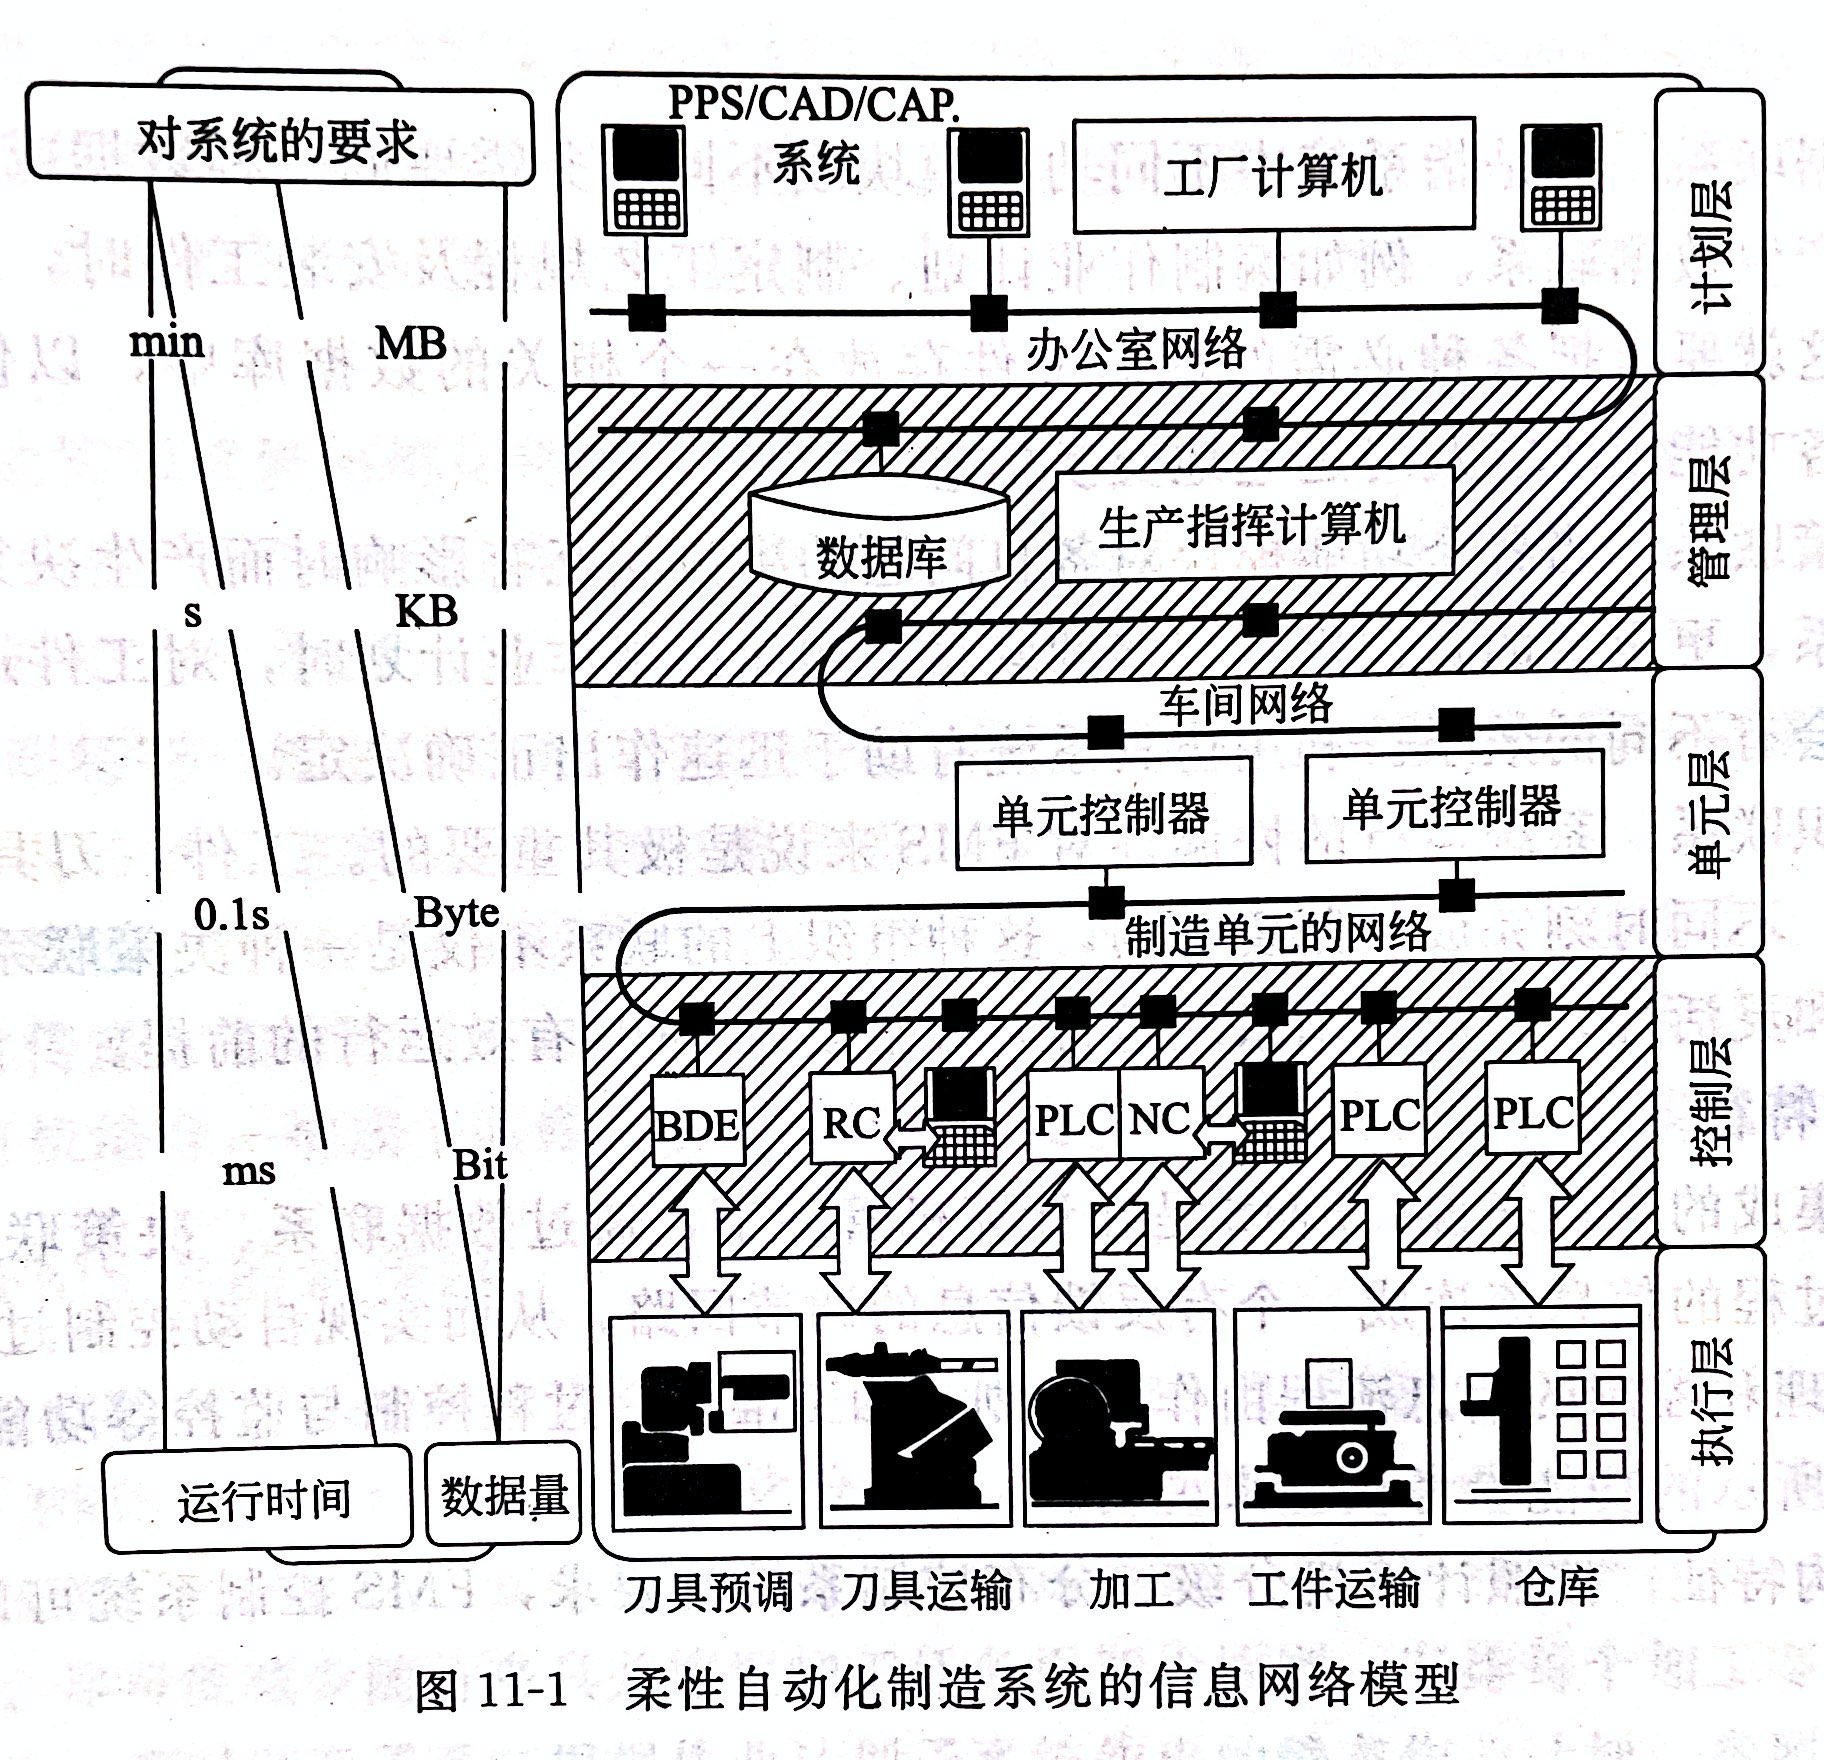 对系统的要求
min
MB
s
KB
0.1s
Byte
ms
Bit
运行时间
数据量
PPS/CAD/CAP.
系统
工厂计算机
办公室网络
计划层
数据库
生产指挥计算机
管理层
车间网络
单元控制器
单元控制器
制造单元的网络
单元层
BDE
RC
PLC
NC
PLC
PLC
控制层
执行层
刀具预调
刀具运输
加工
工件运输
仓库
图 11-1 柔性自动化制造系统的信息网络模型